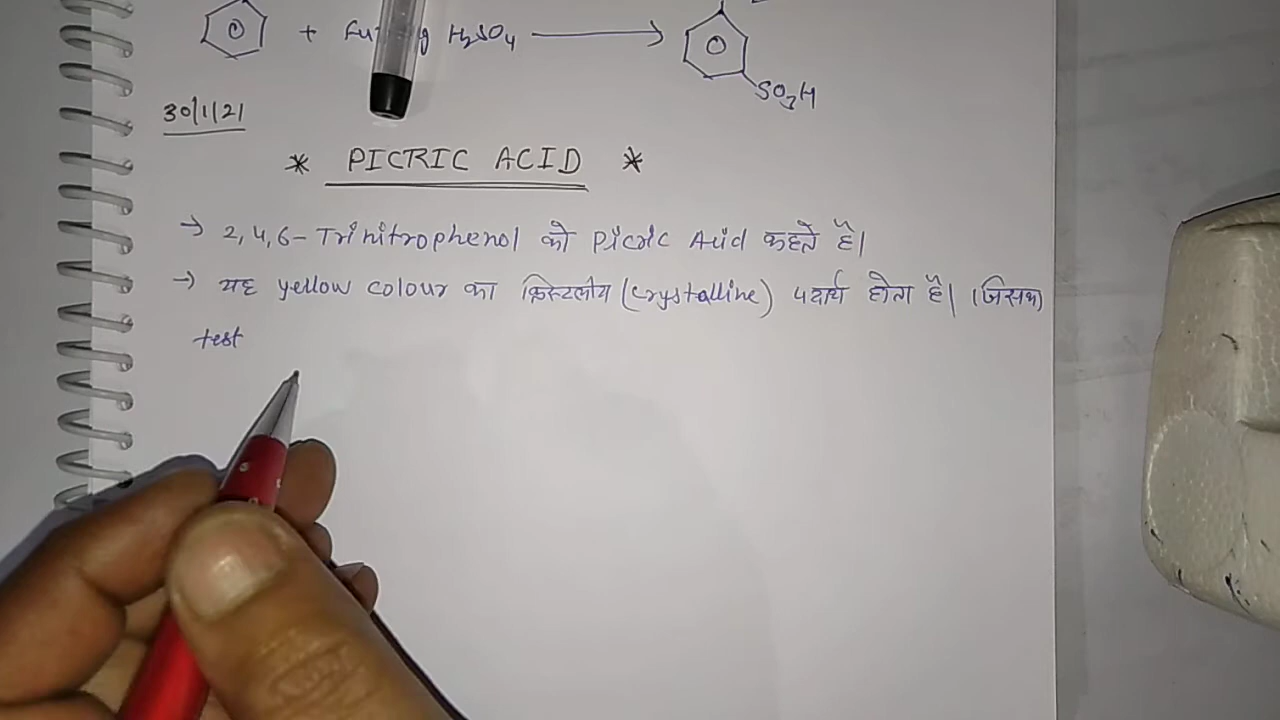 + H₂SO₄
SO₃H
30/1/21
* PICRIC ACID *
→ 2,4,6-Trinitrophenol को Picric Acid कहते है।
→ यह yellow colour का क्रिस्टलीय (crystalline) पदार्थ होता है। जिसका
test